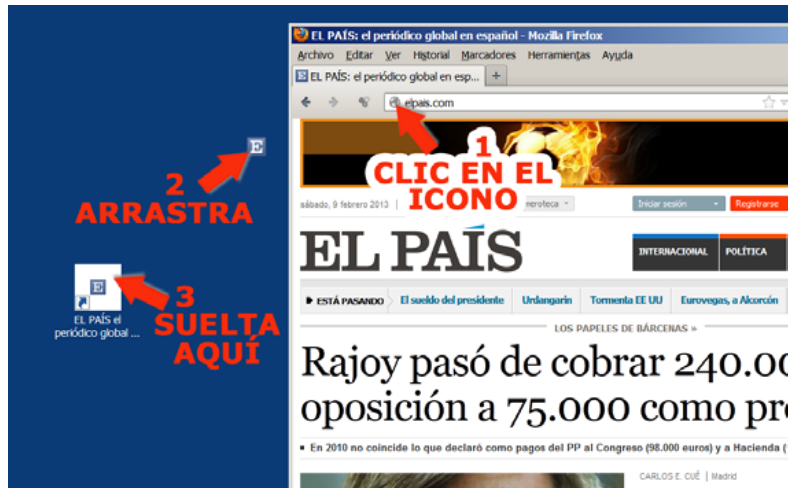 EL PAÍS: el periódico global en español - Mozilla Firefox
Archivo Editar Ver Historial Marcadores Herramientas Ayuda
EL PAÍS: el periódico global en esp... +
elpais.com
1
CLIC EN EL
ICONO
2
ARRASTRA
E
sábado, 9 febrero 2013 |
Iniciar sesión
Registrarse
EL PAÍS
INTERNACIONAL POLÍTICA
3
SUELTA
AQUÍ
E
EL PAÍS el
periódico global ...
ESTÁ PASANDO El sueldo del presidente Urdangarin Tormenta EE UU Eurovegas, a Alcorcón
LOS PAPELES DE BÁRCENAS »
Rajoy pasó de cobrar 240.00
oposición a 75.000 como pr
En 2010 no coincide lo que declaró como pagos del PP al Congreso (98.000 euros) y a Hacienda (
CARLOS E. CUÉ | Madrid